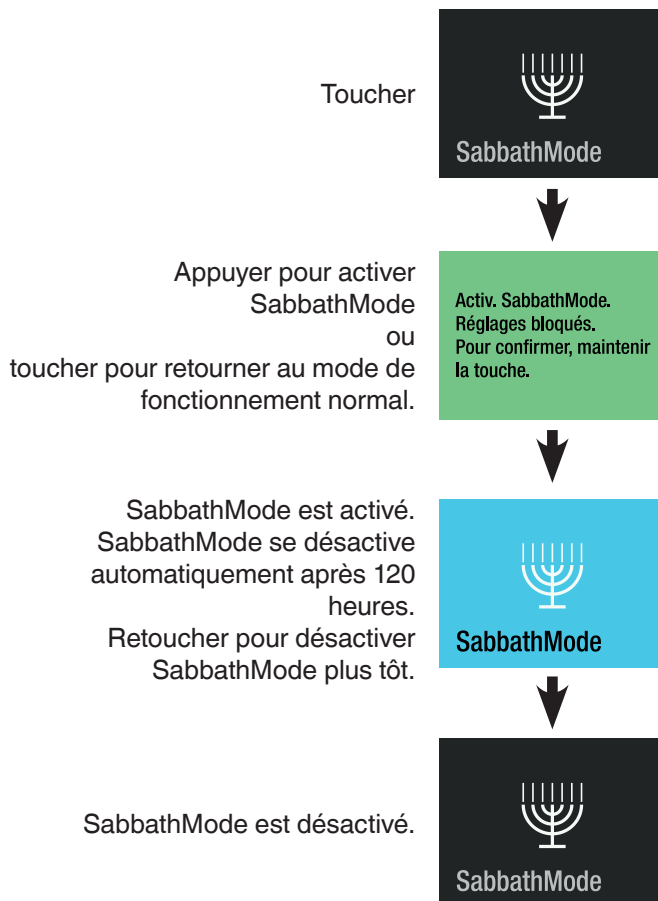 Toucher
SabbathMode
Appuyer pour activer
SabbathMode
ou
toucher pour retourner au mode de
fonctionnement normal.
Activ. SabbathMode.
Réglages bloqués.
Pour confirmer, maintenir
la touche.
SabbathMode est activé.
SabbathMode se désactive
automatiquement après 120
heures.
Retoucher pour désactiver
SabbathMode plus tôt.
SabbathMode
SabbathMode est désactivé.
SabbathMode